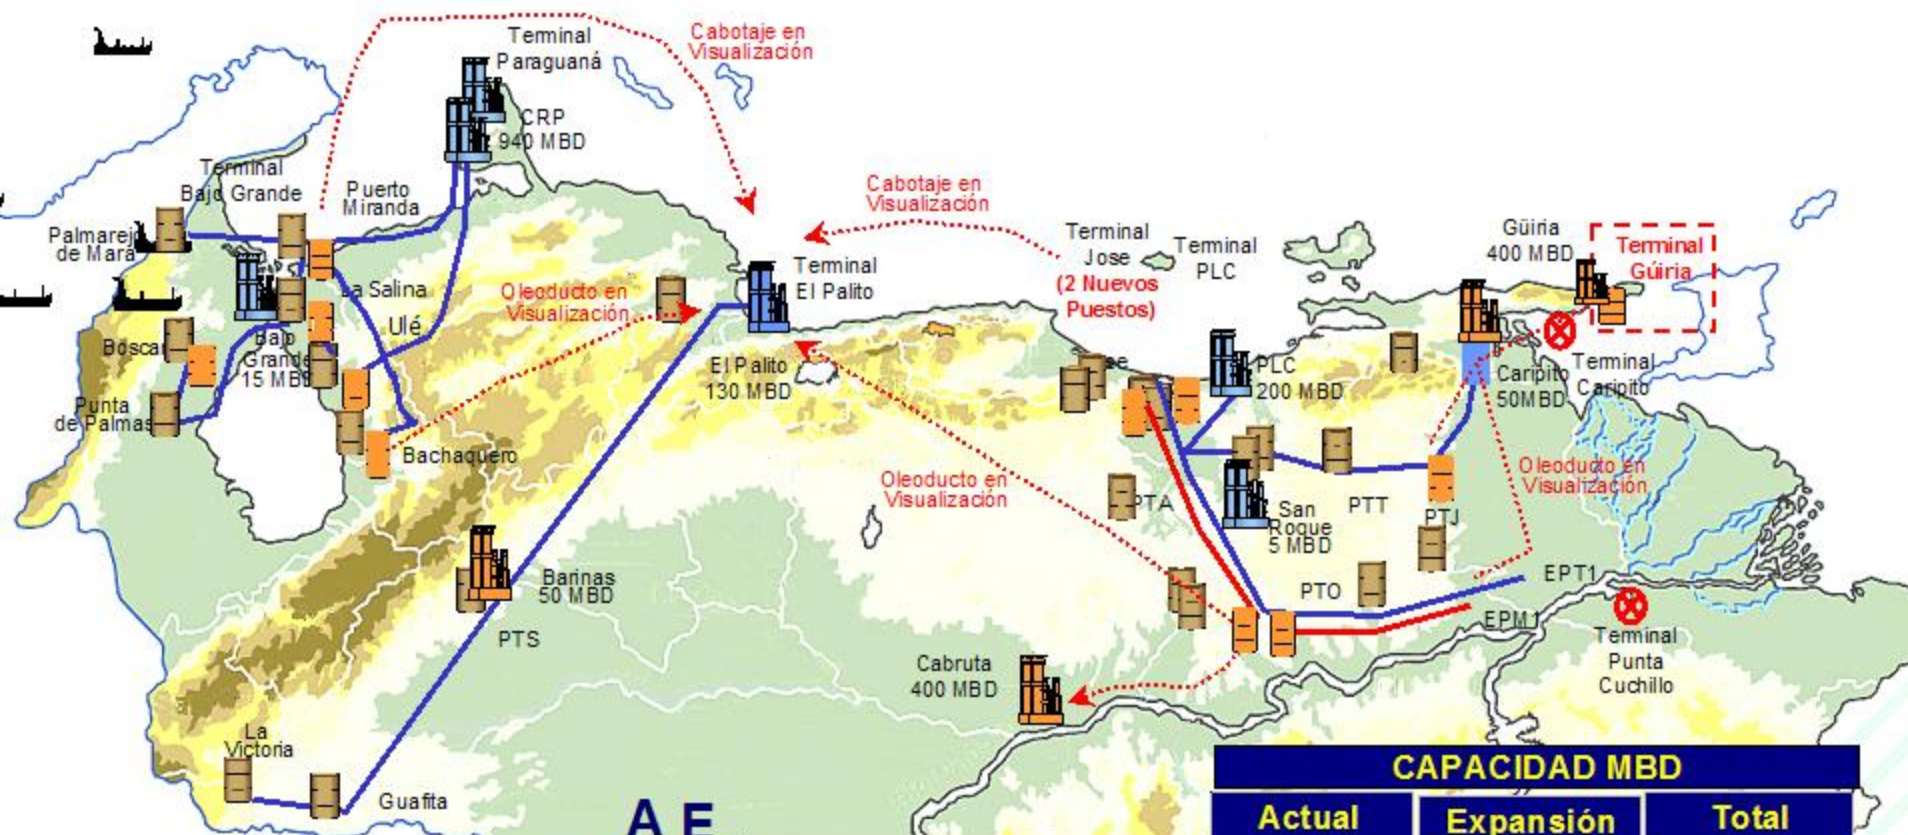 Terminal
Paraguaná
Cabotaje en
Visualización
CRP
940 MBD
Terminal
Bajo Grande
Puerto
Miranda
Palmarejo
de Mara
Cabotaje en
Visualización
Terminal
Jose
(2 Nuevos
Puestos)
Terminal
PLC
Güiria
400 MBD
Terminal
Gúiria
Terminal
El Palito
La Salina
Oleoducto en
Visualización
Ulé
Boscan
Bajo
Grande
15 MBD
El Palito
130 MBD
PLC
200 MBD
Caripito
50MBD
Terminal
Caripito
Punta
de Palmas
Bachaquero
Oleoducto en
Visualización
Oleoducto en
Visualización
PTA
San
Roque
5 MBD
PTT
PTJ
Barinas
50 MBD
PTO
EPT1
EPM1
PTS
Terminal
Punta
Cuchillo
Cabruta
400 MBD
La
Victoria
Guafita
A E
CAPACIDAD MBD
Actual
Expansión
Total